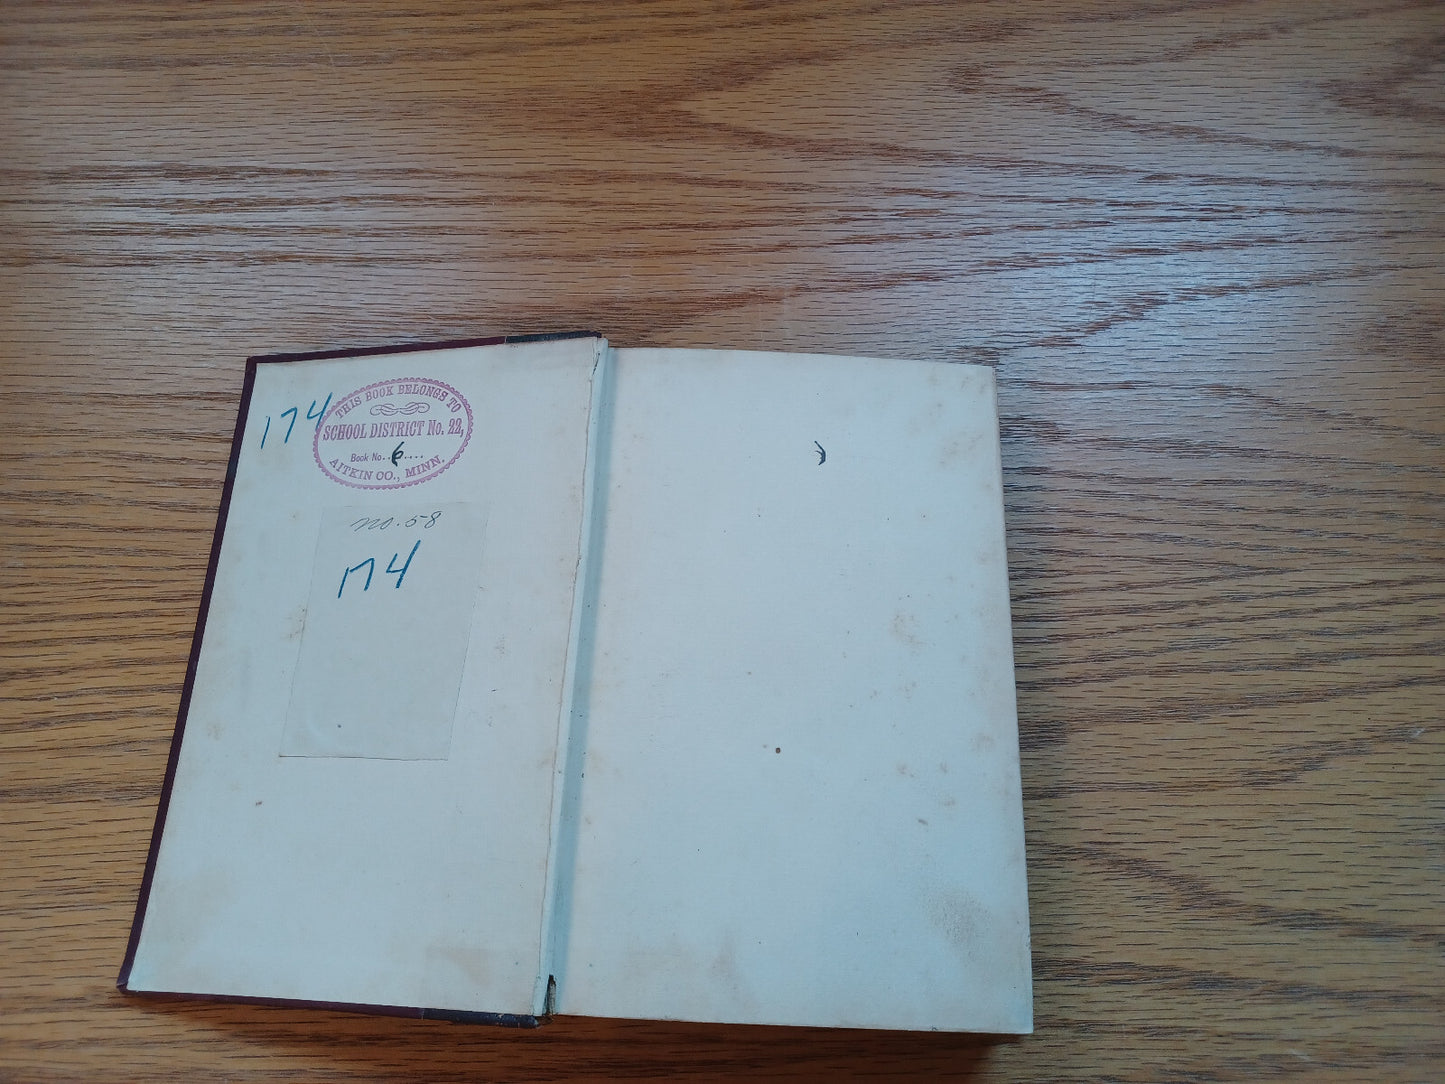 174
THIS BOOK BELONGS TO
SCHOOL DISTRICT No. 22,
Book No...6....
AITKIN CO., MINN.
no. 58
174